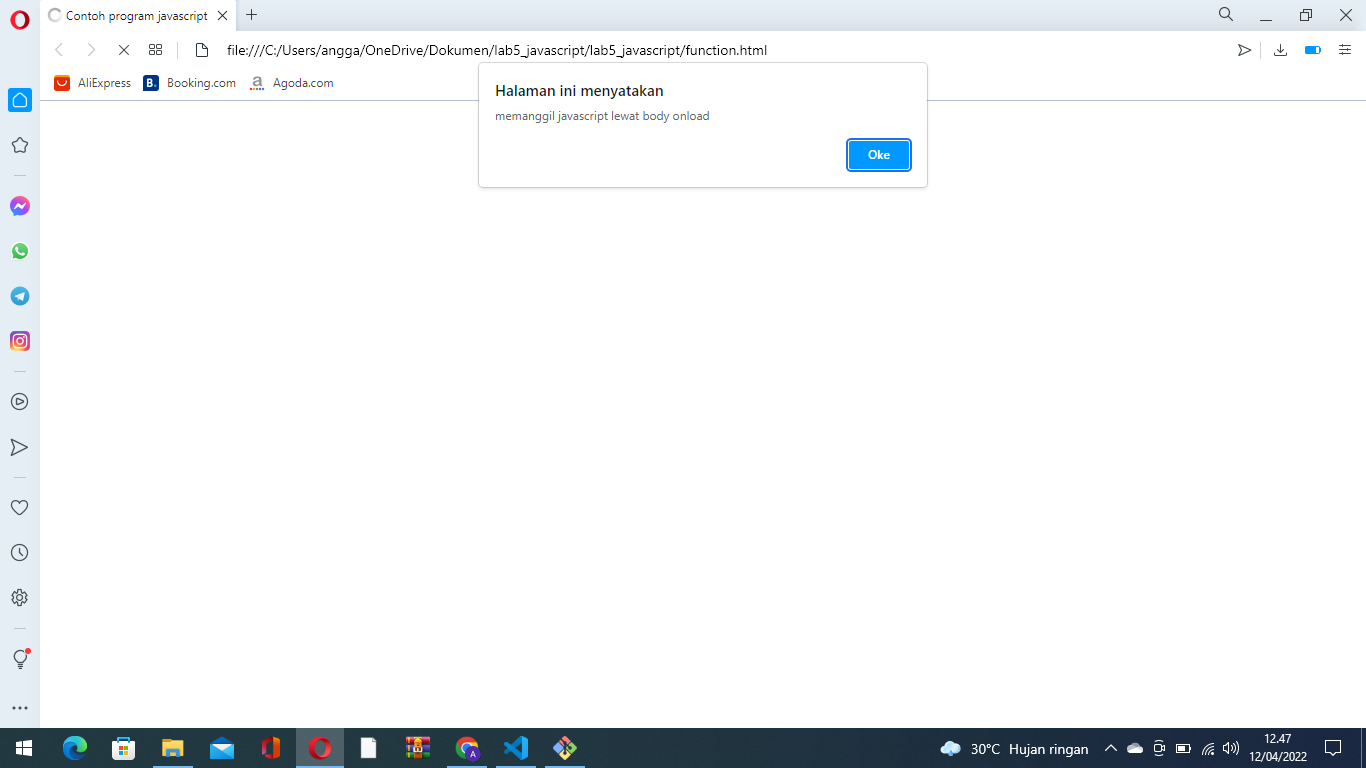 Contoh program javascript
file:///C:/Users/angga/OneDrive/Dokumen/lab5_javascript/lab5_javascript/function.html
AliExpress
B. Booking.com
a Agoda.com
Halaman ini menyatakan
memanggil javascript lewat body onload
Oke
A
30°C Hujan ringan
12.47
12/04/2022